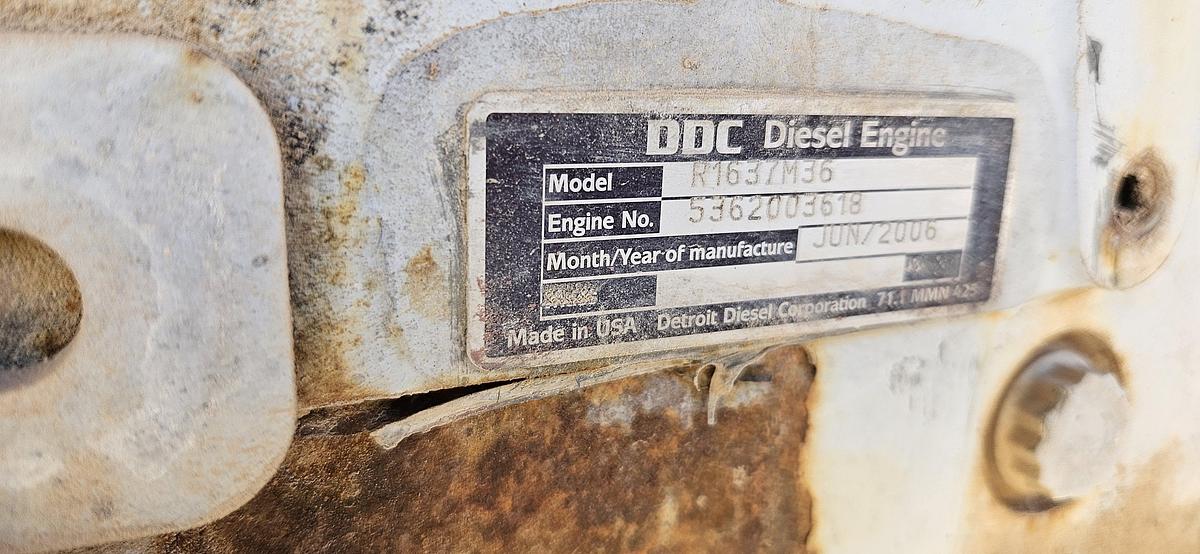 DDC Diesel Engine
Model R1637M36
Engine No. 5362003618
Month/Year of manufacture JUN/2006
Made in USA Detroit Diesel Corporation 71.1 MMN 425